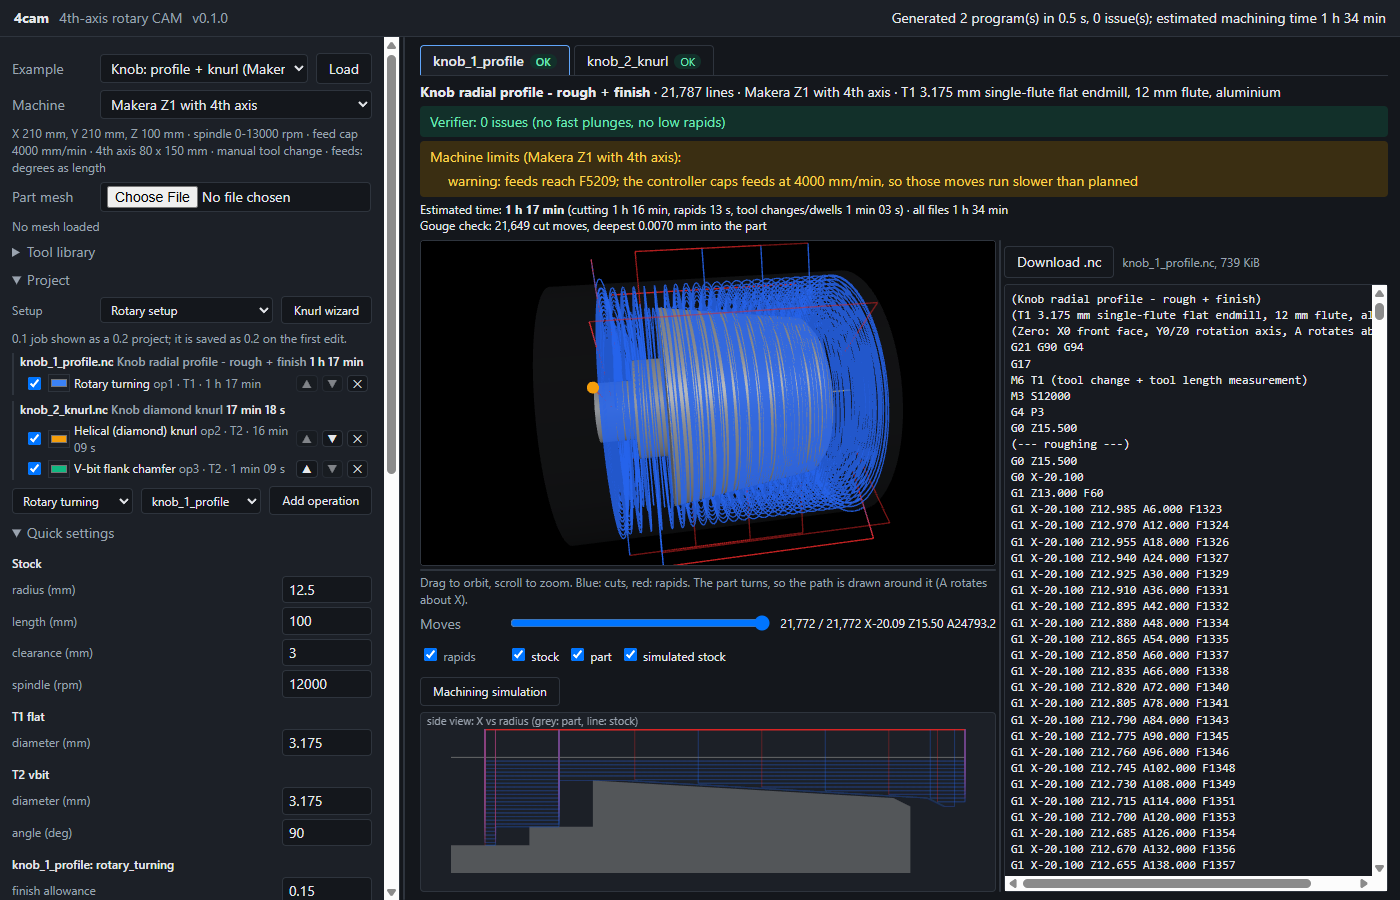 4cam 4th-axis rotary CAM v0.1.0
Generated 2 program(s) in 0.5 s, 0 issue(s); estimated machining time 1 h 34 min
Example Knob: profile + knurl (Maker Load
Machine Makera Z1 with 4th axis
X 210 mm, Y 210 mm, Z 100 mm · spindle 0-13000 rpm · feed cap
4000 mm/min · 4th axis 80 x 150 mm · manual tool change · feeds:
degrees as length
Part mesh Choose File No file chosen
No mesh loaded
Tool library
Project
Setup Rotary setup Knurl wizard
0.1 job shown as a 0.2 project; it is saved as 0.2 on the first edit.
knob_1_profile.nc Knob radial profile - rough + finish 1 h 17 min
Rotary turning op1 · T1 · 1 h 17 min
knob_2_knurl.nc Knob diamond knurl 17 min 18 s
Helical (diamond) knurl op2 · T2 · 16 min
09 s
V-bit flank chamfer op3 · T2 · 1 min 09 s
Rotary turning knob_1_profile Add operation
Quick settings
Stock
radius (mm) 12.5
length (mm) 100
clearance (mm) 3
spindle (rpm) 12000
T1 flat
diameter (mm) 3.175
T2 vbit
diameter (mm) 3.175
angle (deg) 90
knob_1_profile: rotary_turning
finish allowance 0.15
knob_1_profile OK knob_2_knurl OK
Knob radial profile - rough + finish · 21,787 lines · Makera Z1 with 4th axis · T1 3.175 mm single-flute flat endmill, 12 mm flute, aluminium
Verifier: 0 issues (no fast plunges, no low rapids)
Machine limits (Makera Z1 with 4th axis):
warning: feeds reach F5209; the controller caps feeds at 4000 mm/min, so those moves run slower than planned
Estimated time: 1 h 17 min (cutting 1 h 16 min, rapids 13 s, tool changes/dwells 1 min 03 s) · all files 1 h 34 min
Gouge check: 21,649 cut moves, deepest 0.0070 mm into the part
Drag to orbit, scroll to zoom. Blue: cuts, red: rapids. The part turns, so the path is drawn around it (A rotates
about X).
Moves 21,772 / 21,772 X-20.09 Z15.50 A24793.2
rapids stock part simulated stock
Machining simulation
side view: X vs radius (grey: part, line: stock)
Download .nc knob_1_profile.nc, 739 KiB
(Knob radial profile - rough + finish)
(T1 3.175 mm single-flute flat endmill, 12 mm flute, al
(Zero: X0 front face, Y0/Z0 rotation axis, A rotates ab
G21 G90 G94
G17
M6 T1 (tool change + tool length measurement)
M3 S12000
G4 P3
G0 Z15.500
(--- roughing ---)
G0 Z15.500
G0 X-20.100
G1 Z13.000 F60
G1 X-20.100 Z12.985 A6.000 F1323
G1 X-20.100 Z12.970 A12.000 F1324
G1 X-20.100 Z12.955 A18.000 F1326
G1 X-20.100 Z12.940 A24.000 F1327
G1 X-20.100 Z12.925 A30.000 F1329
G1 X-20.100 Z12.910 A36.000 F1331
G1 X-20.100 Z12.895 A42.000 F1332
G1 X-20.100 Z12.880 A48.000 F1334
G1 X-20.100 Z12.865 A54.000 F1335
G1 X-20.100 Z12.850 A60.000 F1337
G1 X-20.100 Z12.835 A66.000 F1338
G1 X-20.100 Z12.820 A72.000 F1340
G1 X-20.100 Z12.805 A78.000 F1341
G1 X-20.100 Z12.790 A84.000 F1343
G1 X-20.100 Z12.775 A90.000 F1345
G1 X-20.100 Z12.760 A96.000 F1346
G1 X-20.100 Z12.745 A102.000 F1348
G1 X-20.100 Z12.730 A108.000 F1349
G1 X-20.100 Z12.715 A114.000 F1351
G1 X-20.100 Z12.700 A120.000 F1353
G1 X-20.100 Z12.685 A126.000 F1354
G1 X-20.100 Z12.670 A132.000 F1356
G1 X-20.100 Z12.655 A138.000 F1357